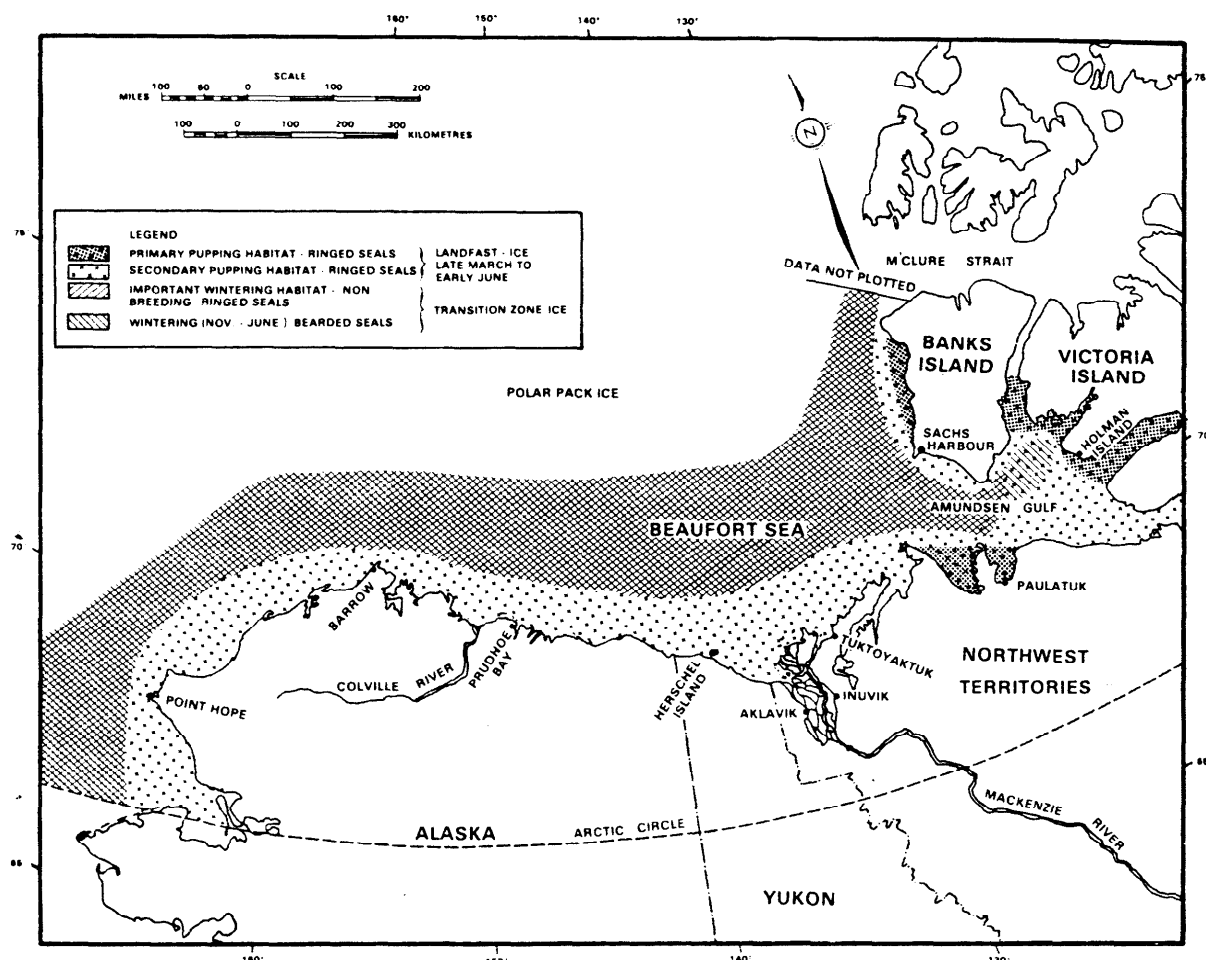 160° 150° 140° 130°
SCALE
100 50 0 100 200
MILES
100 0 100 200 300
KILOMETRES
N
75°
LEGEND
PRIMARY PUPPING HABITAT · RINGED SEALS
SECONDARY PUPPING HABITAT · RINGED SEALS
LANDFAST · ICE
LATE MARCH TO
EARLY JUNE
IMPORTANT WINTERING HABITAT · NON
BREEDING RINGED SEALS
WINTERING (NOV · JUNE) BEARDED SEALS
TRANSITION ZONE ICE
M'CLURE STRAIT
DATA NOT PLOTTED
BANKS
ISLAND
VICTORIA
ISLAND
POLAR PACK ICE
SACHS
HARBOUR
HOLMAN
ISLAND
70
AMUNDSEN GULF
BEAUFORT SEA
70
PAULATUK
BARROW
COLVILLE RIVER
PRUDHOE
BAY
TUKTOYAKTUK
NORTHWEST
TERRITORIES
HERSCHEL
ISLAND
INUVIK
AKLAVIK
POINT HOPE
MACKENZIE RIVER
ALASKA
ARCTIC CIRCLE
65
YUKON
160° 150° 140° 130°